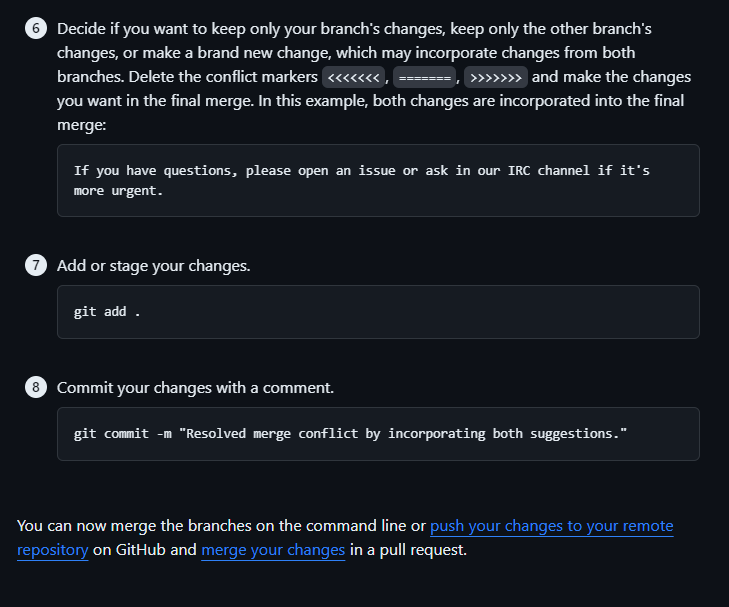 6 Decide if you want to keep only your branch's changes, keep only the other branch's
changes, or make a brand new change, which may incorporate changes from both
branches. Delete the conflict markers <<<<<<<, =======, >>>>>>> and make the changes
you want in the final merge. In this example, both changes are incorporated into the final
merge:
If you have questions, please open an issue or ask in our IRC channel if it's
more urgent.
7 Add or stage your changes.
git add .
8 Commit your changes with a comment.
git commit -m "Resolved merge conflict by incorporating both suggestions."
You can now merge the branches on the command line or push your changes to your remote
repository on GitHub and merge your changes in a pull request.